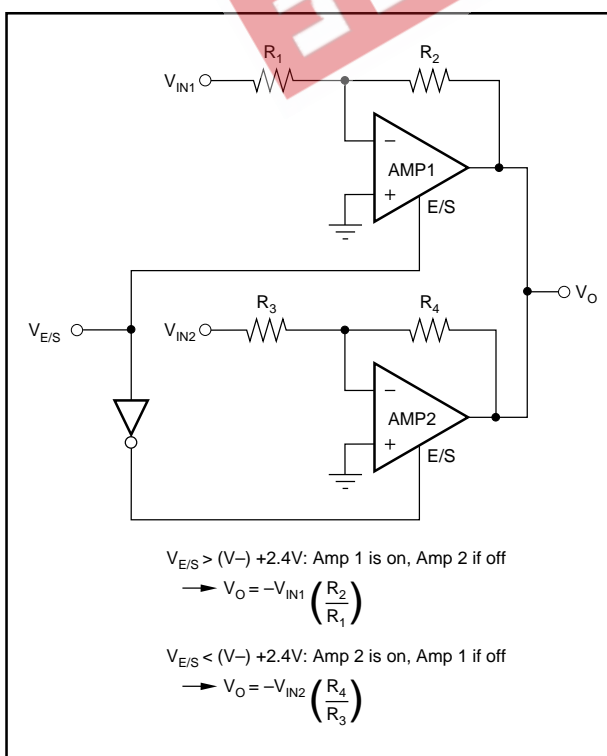 R1
R2
VIN1
AMP1
−
+
E/S
VO
VE/S
VIN2
R3
R4
AMP2
−
+
E/S
VE/S > (V–) +2.4V: Amp 1 is on, Amp 2 if off
VO = –VIN1 (R2/R1)
VE/S < (V–) +2.4V: Amp 2 is on, Amp 1 if off
VO = –VIN2 (R4/R3)